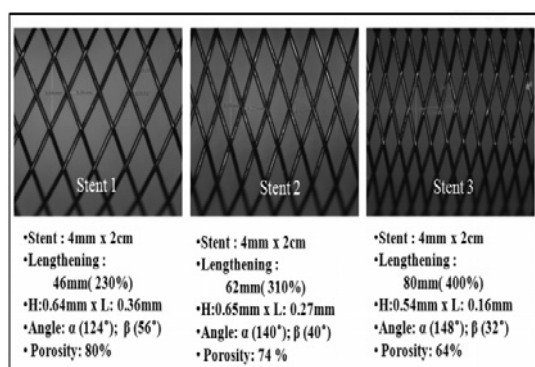 Stent 1
•Stent : 4mm x 2cm
•Lengthening :
46mm( 230%)
•H:0.64mm x L: 0.36mm
•Angle: α (124°); β (56°)
•Porosity: 80%
Stent 2
•Stent : 4mm x 2cm
•Lengthening :
62mm( 310%)
•H:0.65mm x L: 0.27mm
•Angle: α (140°); β (40°)
•Porosity: 74 %
Stent 3
•Stent : 4mm x 2cm
•Lengthening :
80mm( 400%)
•H:0.54mm x L: 0.16mm
•Angle: α (148°); β (32°)
•Porosity: 64%